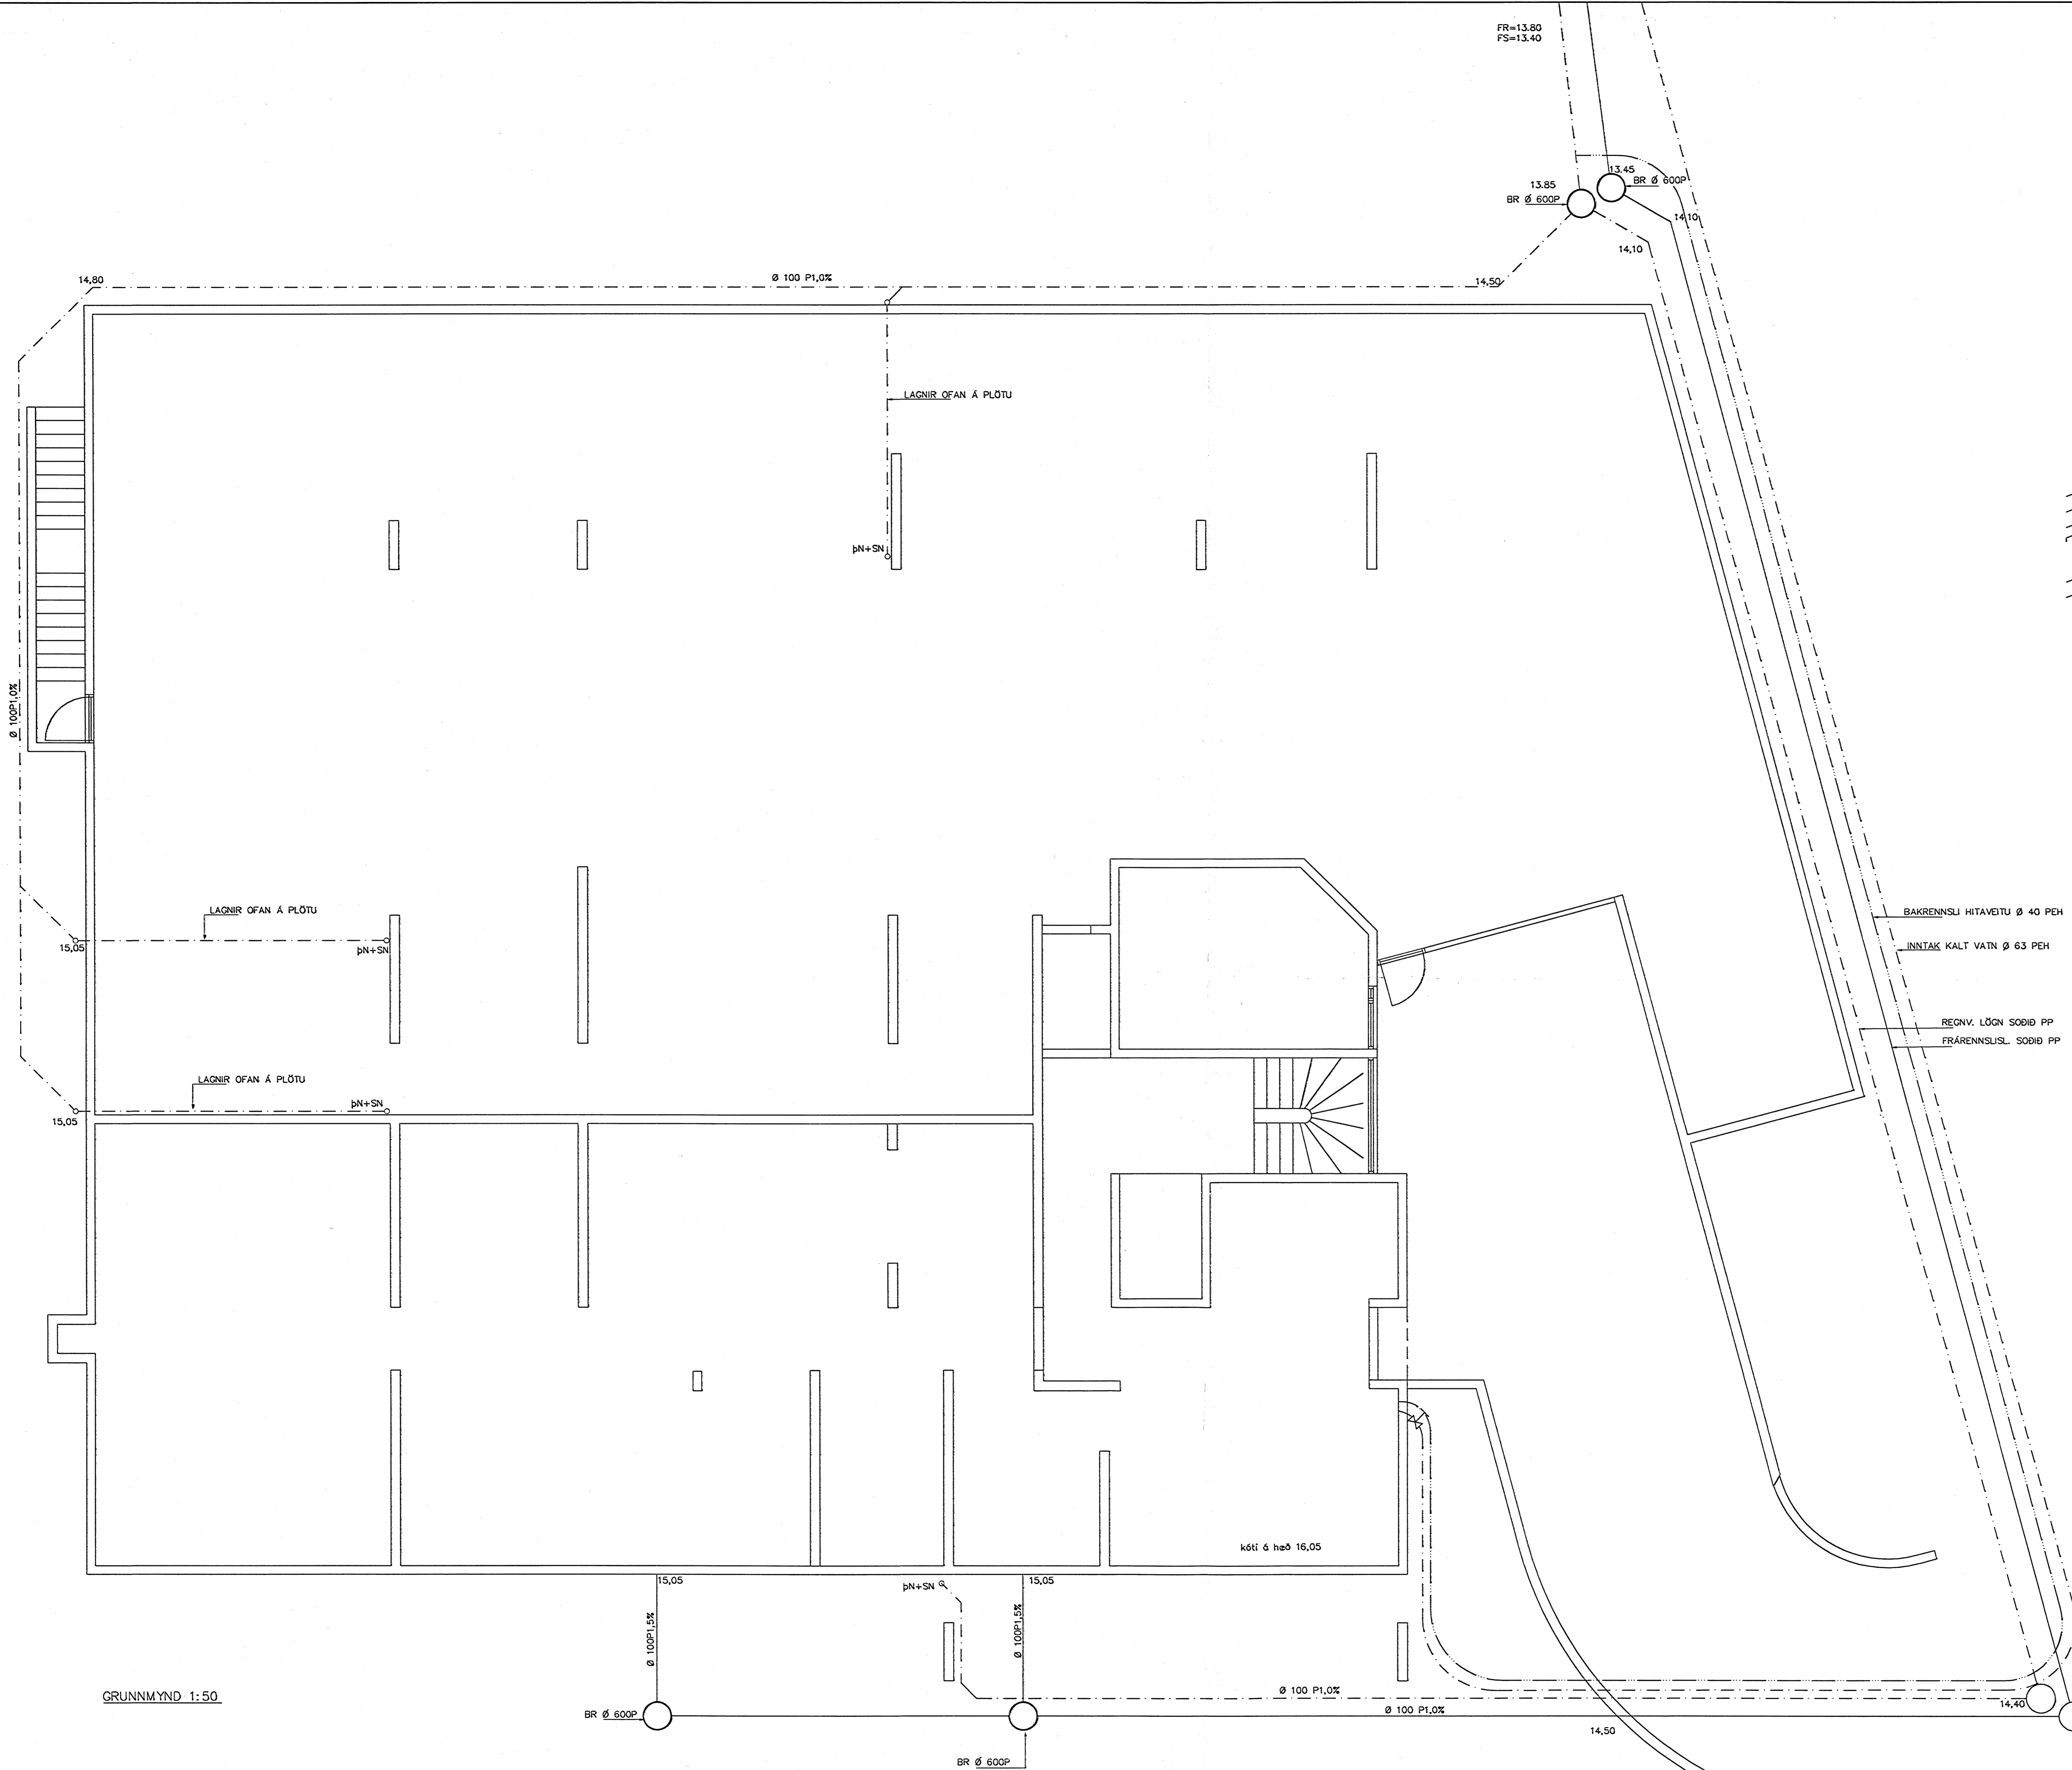 FR=13.80
FS=13.40
13.45
BR Ø 600P
13.85
BR Ø 600P
14,10
14,10
14,80
Ø 100 P1,0%
14,50
LAGNIR OFAN Á PLÖTU
þN+SN
Ø 100P1,0%
LAGNIR OFAN Á PLÖTU
15,05
þN+SN
BAKRENNSLI HITAVEITU Ø 40 PEH
INNTAK KALT VATN Ø 63 PEH
REGNV. LÖGN SOÐIÐ PP
FRÁRENNSLISL. SOÐIÐ PP
LAGNIR OFAN Á PLÖTU
þN+SN
15,05
kóti á hæð 16,05
15,05
þN+SN
15,05
Ø 100P1,5%
Ø 100P1,5%
GRUNNMYND 1:50
Ø 100 P1,0%
14,40
BR Ø 600P
Ø 100 P1,0%
14,50
BR Ø 600P